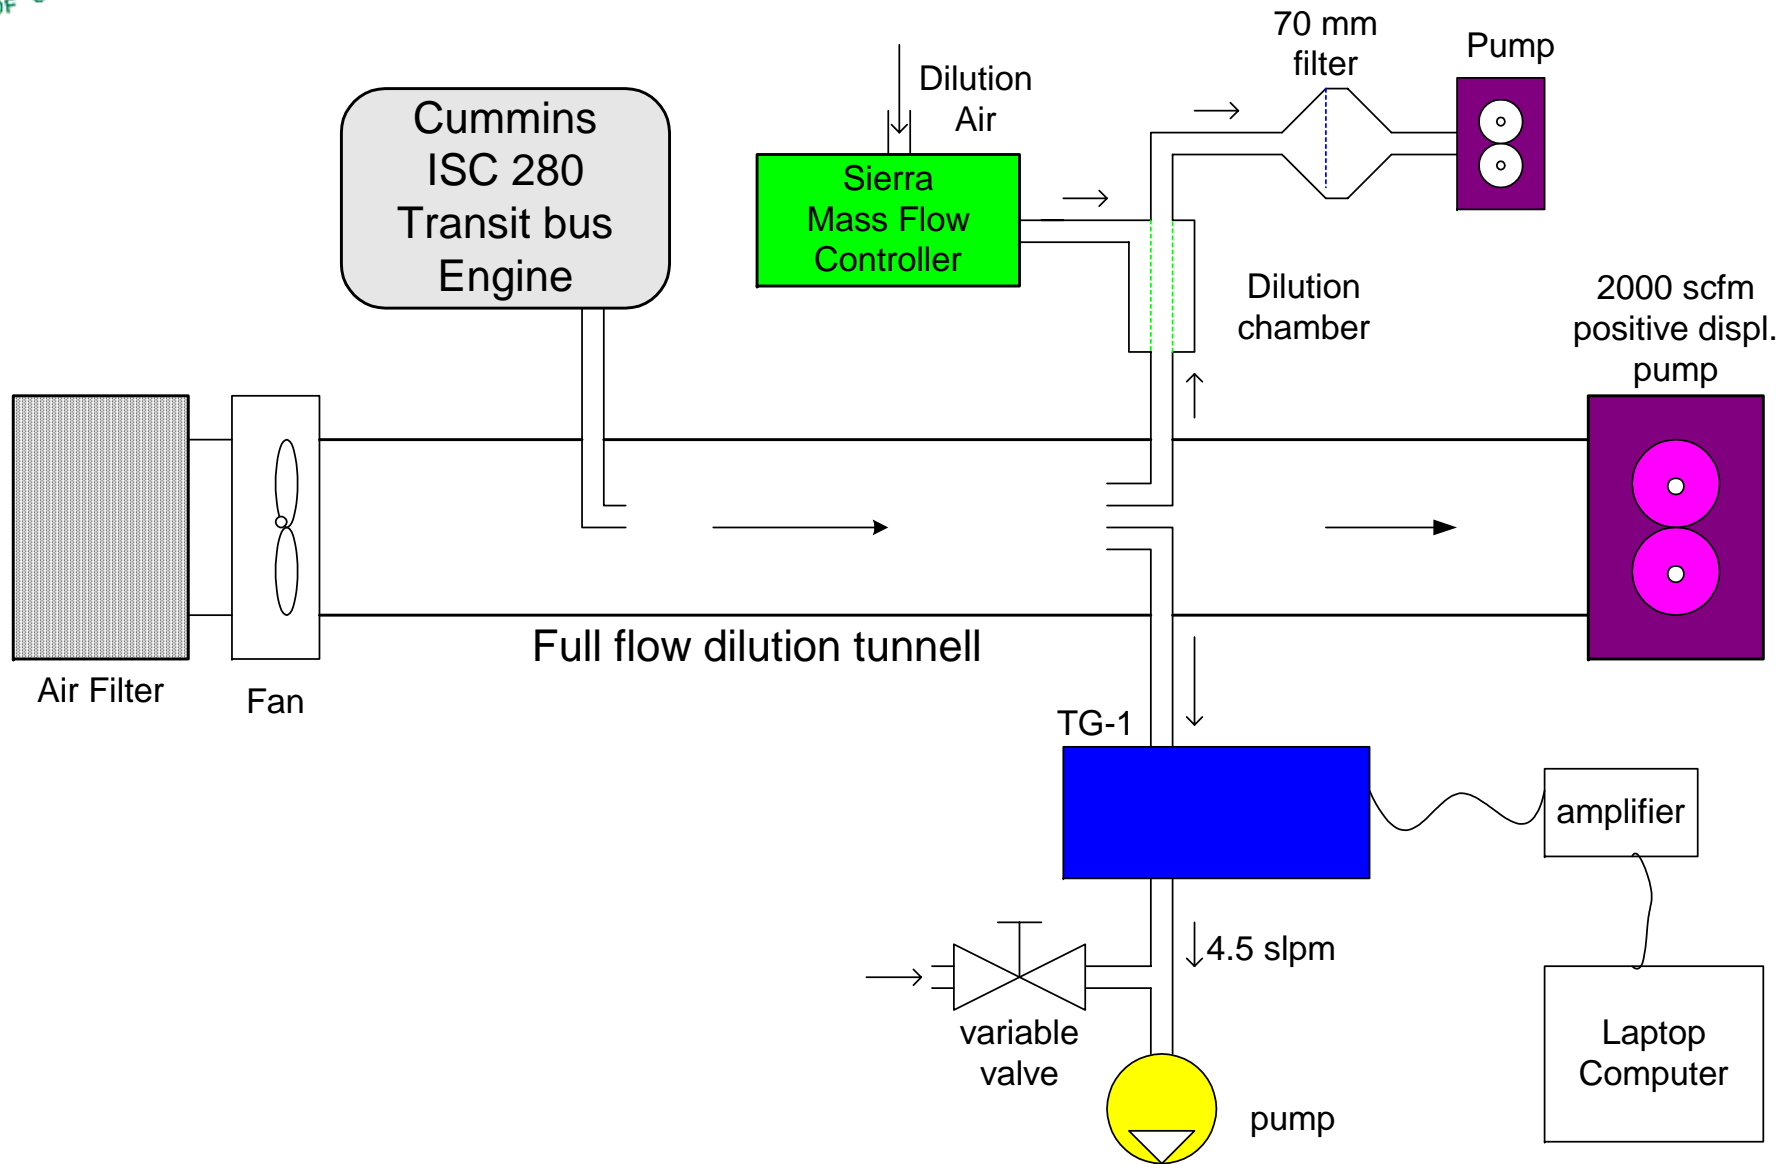 OF
70 mm
filter
Pump
Dilution
Air
Cummins
ISC 280
Transit bus
Engine
Sierra
Mass Flow
Controller
Dilution
chamber
2000 scfm
positive displ.
pump
Full flow dilution tunnell
Air Filter
Fan
TG-1
amplifier
4.5 slpm
variable
valve
Laptop
Computer
pump